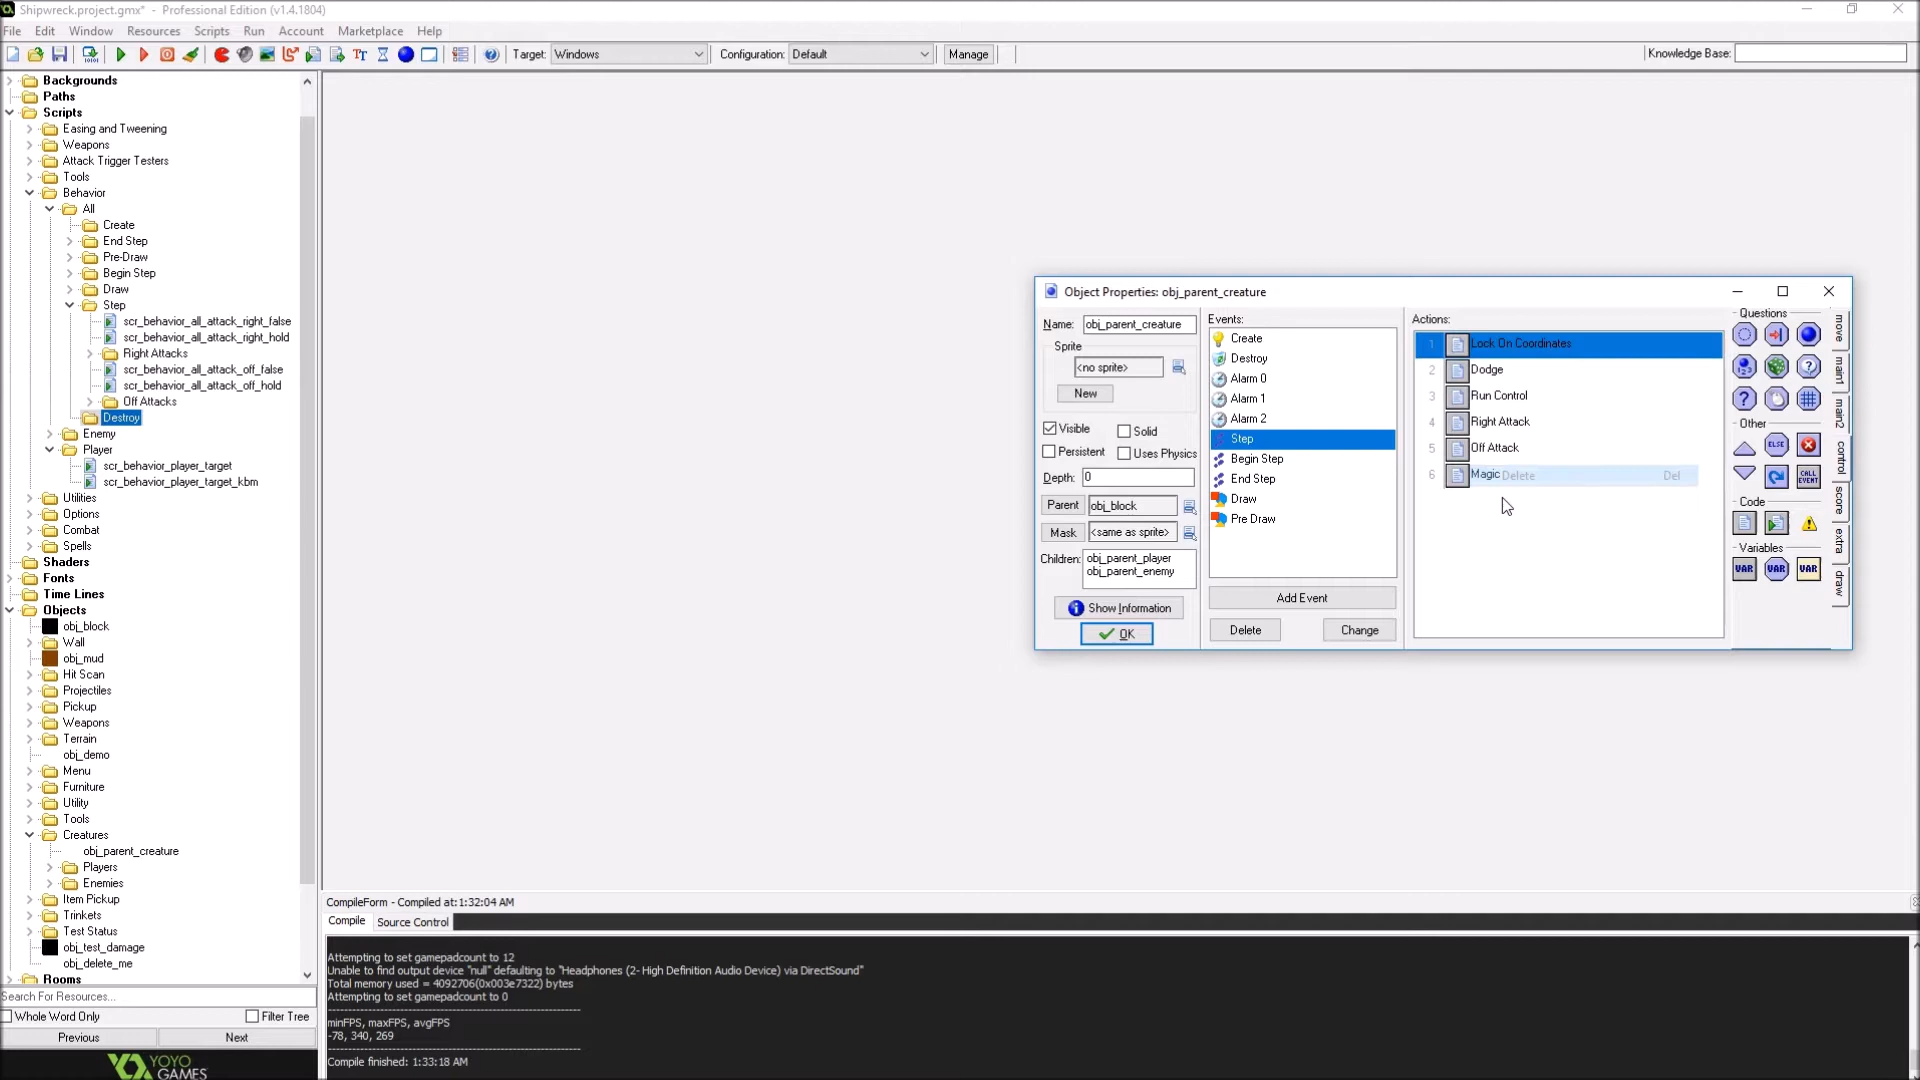 Shipwreck.project.gmx* - Professional Edition (v1.4.1804)
File Edit Window Resources Scripts Run Account Marketplace Help
Target: Windows Configuration: Default Manage Knowledge Base:
Backgrounds
Paths
Scripts
Easing and Tweening
Weapons
Attack Trigger Testers
Tools
Behavior
All
Create
End Step
Pre-Draw
Begin Step
Draw
Step
scr_behavior_all_attack_right_false
scr_behavior_all_attack_right_hold
Right Attacks
scr_behavior_all_attack_off_false
scr_behavior_all_attack_off_hold
Off Attacks
Destroy
Enemy
Player
scr_behavior_player_target
scr_behavior_player_target_kbm
Utilities
Options
Combat
Spells
Shaders
Fonts
Time Lines
Objects
obj_block
Wall
obj_mud
Hit Scan
Projectiles
Pickup
Weapons
Terrain
obj_demo
Menu
Furniture
Utility
Tools
Creatures
obj_parent_creature
Players
Enemies
Item Pickup
Trinkets
Test Status
obj_test_damage
obj_delete_me
Rooms
Search For Resources...
Whole Word Only Filter Tree
Previous Next
YOYO
GAMES
Object Properties: obj_parent_creature
Name: obj_parent_creature
Sprite
<no sprite>
New
Visible Solid
Persistent Uses Physics
Depth: 0
Parent obj_block
Mask <same as sprite>
Children: obj_parent_player
obj_parent_enemy
Show Information
OK
Events:
Create
Destroy
Alarm 0
Alarm 1
Alarm 2
Step
Begin Step
End Step
Draw
Pre Draw
Add Event
Delete Change
Actions:
1 Lock On Coordinates
2 Dodge
3 Run Control
4 Right Attack
5 Off Attack
6 Magic Delete Del
Questions
Other
ELSE
CALL EVENT
Code
Variables
VAR VAR VAR
move
main1
main2
control
score
extra
draw
CompileForm - Compiled at:1:32:04 AM
Compile Source Control
Attempting to set gamepadcount to 12
Unable to find output device "null" defaulting to "Headphones (2- High Definition Audio Device) via DirectSound"
Total memory used = 4092706(0x003e7322) bytes
Attempting to set gamepadcount to 0
minFPS, maxFPS, avgFPS
-78, 340, 269
Compile finished: 1:33:18 AM